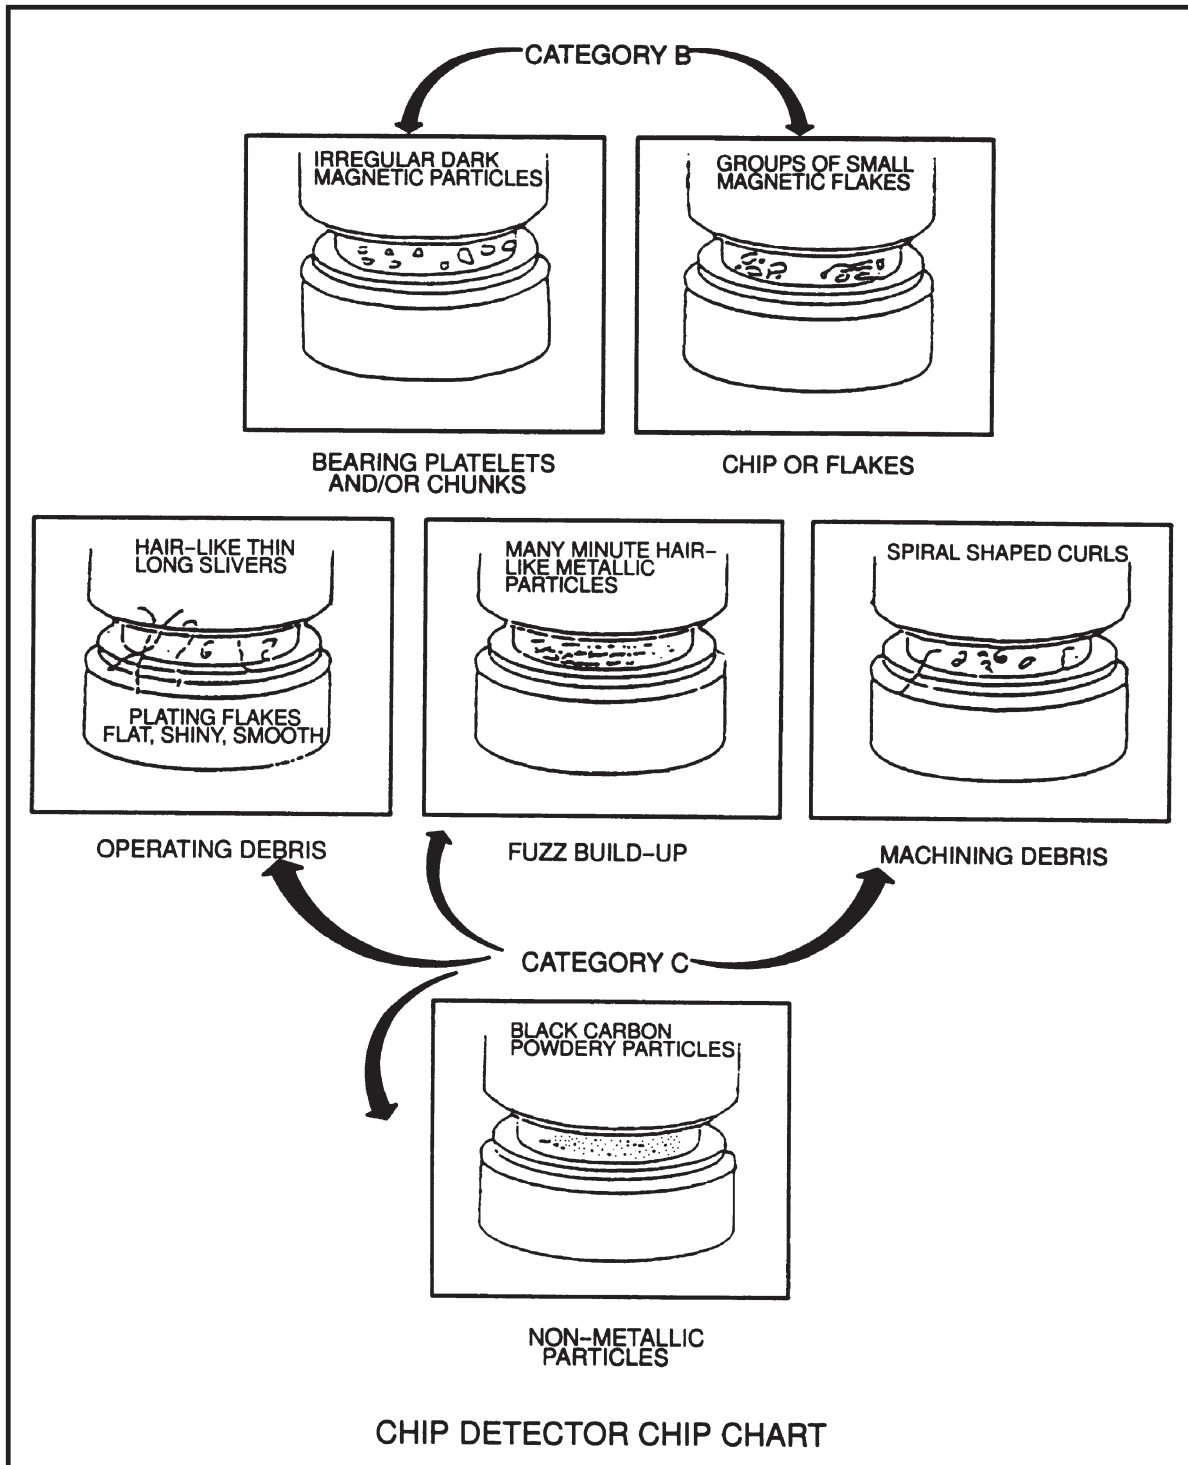 CATEGORY B
IRREGULAR DARK
MAGNETIC PARTICLES
GROUPS OF SMALL
MAGNETIC FLAKES
BEARING PLATELETS
AND/OR CHUNKS
CHIP OR FLAKES
HAIR-LIKE THIN
LONG SLIVERS
PLATING FLAKES
FLAT, SHINY, SMOOTH
MANY MINUTE HAIR-
LIKE METALLIC
PARTICLES
SPIRAL SHAPED CURLS
OPERATING DEBRIS
FUZZ BUILD-UP
MACHINING DEBRIS
CATEGORY C
BLACK CARBON
POWDERY PARTICLES
NON-METALLIC
PARTICLES
CHIP DETECTOR CHIP CHART